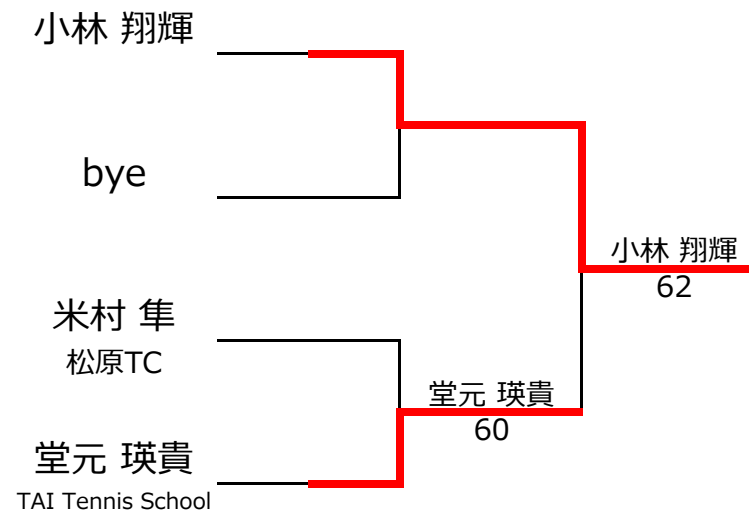 小林 翔輝
bye
小林 翔輝
62
米村 隼
松原TC
堂元 瑛貴
60
堂元 瑛貴
TAI Tennis School